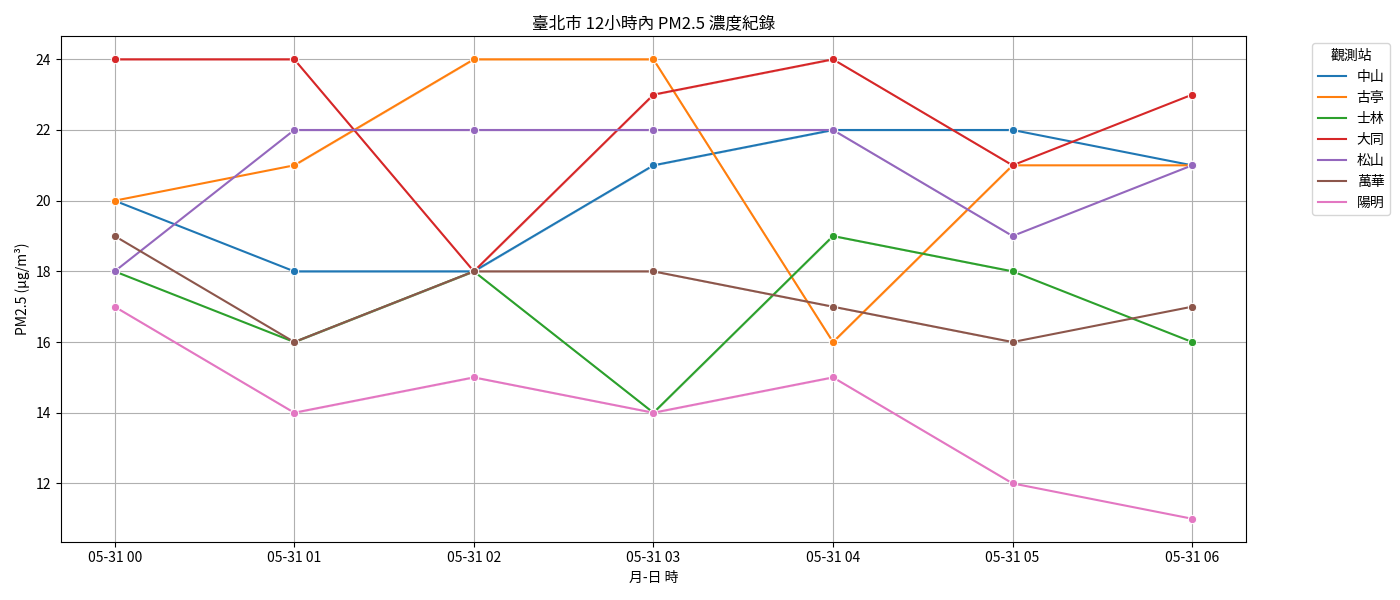 臺北市 12小時內 PM2.5 濃度紀錄
PM2.5 (μg/m³)
24
22
20
18
16
14
12
05-31 00
05-31 01
05-31 02
05-31 03
05-31 04
05-31 05
05-31 06
月-日 時
觀測站
中山
古亭
士林
大同
松山
萬華
陽明